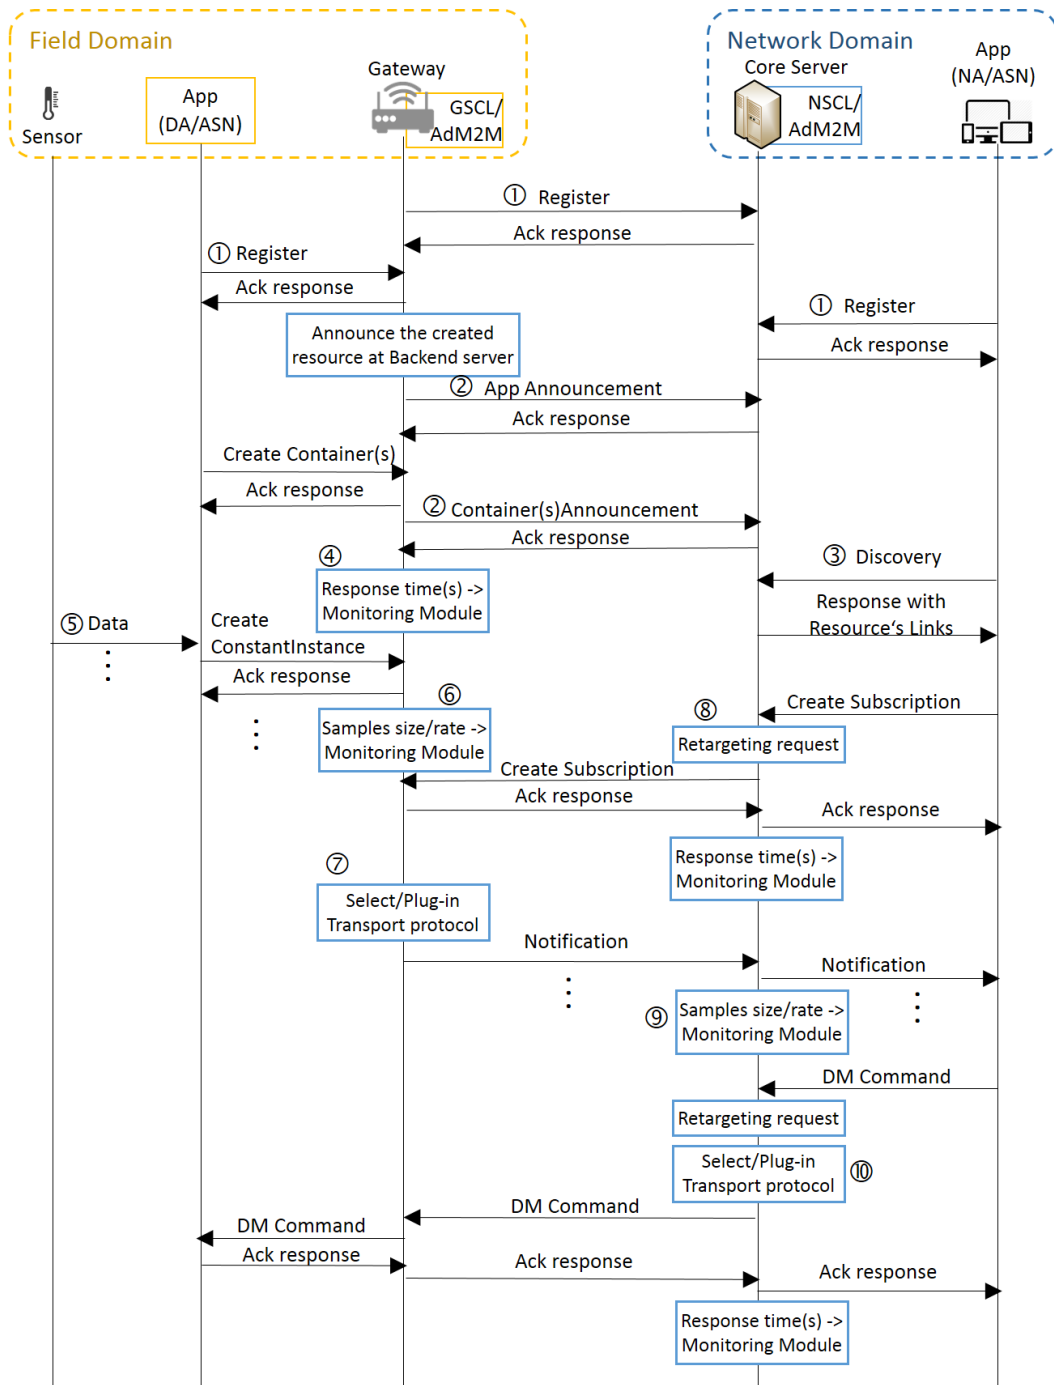 Field Domain
Network Domain
Sensor
App
(DA/ASN)
Gateway
GSCL/
AdM2M
Core Server
NSCL/
AdM2M
App
(NA/ASN)
① Register
Ack response
① Register
Ack response
① Register
Announce the created
resource at Backend server
Ack response
② App Announcement
Ack response
Create Container(s)
Ack response
② Container(s)Announcement
Ack response
③ Discovery
④
Response time(s) ->
Monitoring Module
Response with
Resource's Links
⑤ Data
Create
ConstantInstance
Ack response
⑥
Samples size/rate ->
Monitoring Module
Create Subscription
⑧
Retargeting request
Create Subscription
Ack response
Ack response
Response time(s) ->
Monitoring Module
⑦
Select/Plug-in
Transport protocol
Notification
Notification
⑨
Samples size/rate ->
Monitoring Module
DM Command
Retargeting request
Select/Plug-in
Transport protocol
⑩
DM Command
DM Command
Ack response
Ack response
Ack response
Response time(s) ->
Monitoring Module